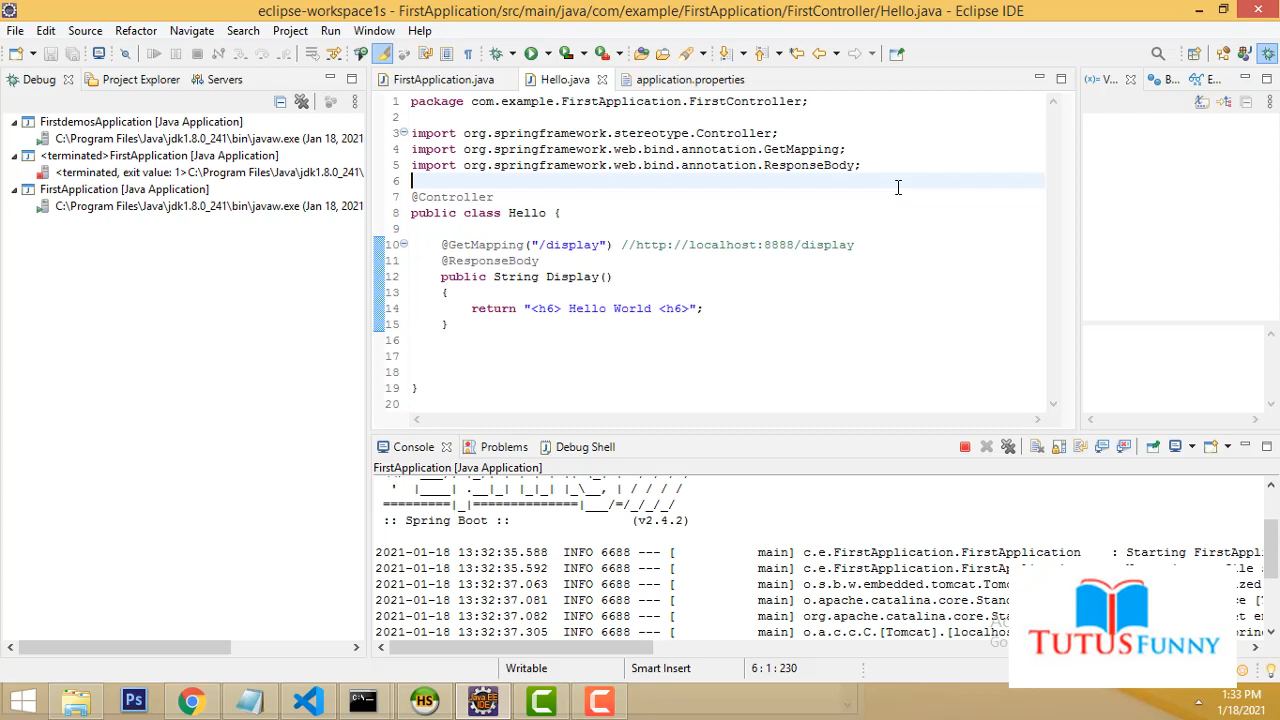 eclipse-workspace1s - FirstApplication/src/main/java/com/example/FirstApplication/FirstController/Hello.java - Eclipse IDE
File Edit Source Refactor Navigate Search Project Run Window Help
Debug Project Explorer Servers
FirstApplication.java Hello.java application.properties
V... B... E...
FirstdemosApplication [Java Application]
C:\Program Files\Java\jdk1.8.0_241\bin\javaw.exe (Jan 18, 2021
<terminated>FirstApplication [Java Application]
<terminated, exit value: 1>C:\Program Files\Java\jdk1.8.0_241
FirstApplication [Java Application]
C:\Program Files\Java\jdk1.8.0_241\bin\javaw.exe (Jan 18, 2021
1 package com.example.FirstApplication.FirstController;
2
3 import org.springframework.stereotype.Controller;
4 import org.springframework.web.bind.annotation.GetMapping;
5 import org.springframework.web.bind.annotation.ResponseBody;
6
7 @Controller
8 public class Hello {
9
10 @GetMapping("/display") //http://localhost:8888/display
11 @ResponseBody
12 public String Display()
13 {
14 return "<h6> Hello World <h6>";
15 }
16
17
18
19 }
20
Console Problems Debug Shell
FirstApplication [Java Application]
' |____| .__|_| |_|_| |_\__, | / / / /
=========|_|==============|___/=/_/_/_/
:: Spring Boot :: (v2.4.2)
2021-01-18 13:32:35.588 INFO 6688 --- [ main] c.e.FirstApplication.FirstApplication : Starting FirstAppl
2021-01-18 13:32:35.592 INFO 6688 --- [ main] c.e.FirstApplication.FirstApp
2021-01-18 13:32:37.063 INFO 6688 --- [ main] o.s.b.w.embedded.tomcat.Tomc
2021-01-18 13:32:37.081 INFO 6688 --- [ main] o.apache.catalina.core.Stan
2021-01-18 13:32:37.082 INFO 6688 --- [ main] org.apache.catalina.core.St
2021-01-18 13:32:37.305 INFO 6688 --- [ main] o.a.c.c.C.[Tomcat].[localho
TUTUSFUNNY
Writable Smart Insert 6 : 1 : 230
Ps HS Java EE IDE
1:33 PM
1/18/2021